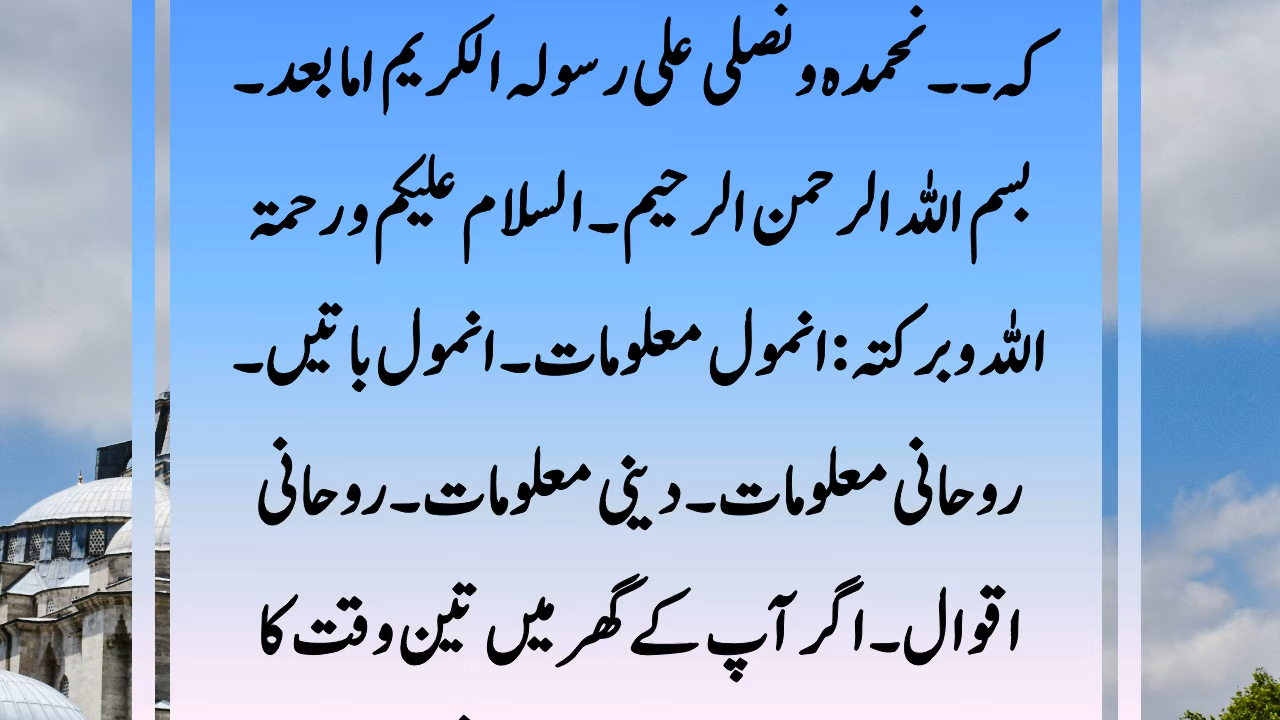 کہ۔۔نحمدہ و نصلی علی رسولہ الکریم اما بعد۔
بسم اللہ الرحمن الرحیم۔السلام علیکم ورحمۃ
اللہ وبرکتہ:انمول معلومات۔انمول باتیں۔
روحانی معلومات۔دینی معلومات۔روحانی
اقوال۔اگر آپ کے گھر میں تین وقت کا